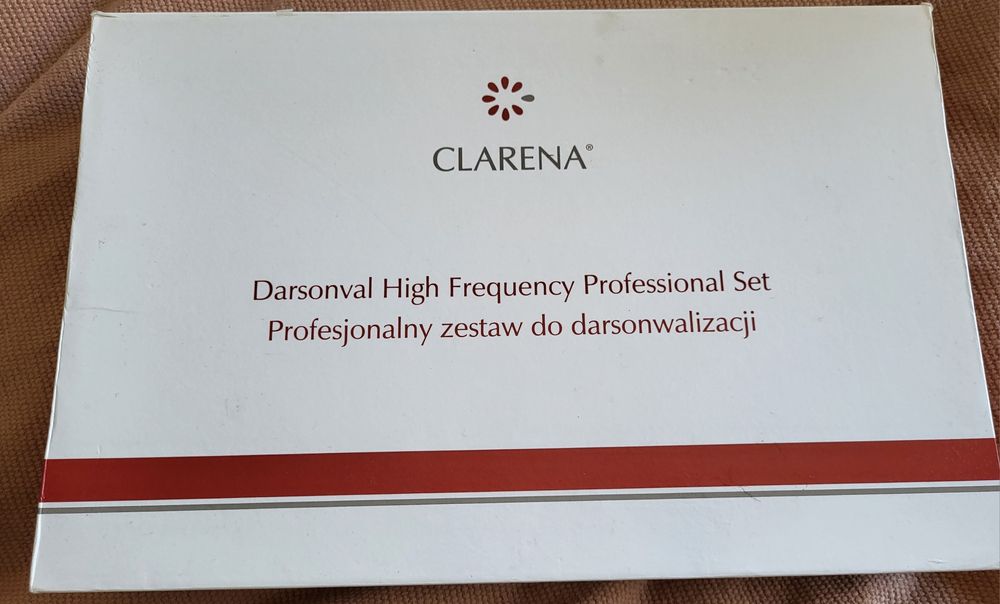 CLARENA®
Darsonval High Frequency Professional Set
Profesjonalny zestaw do darsonwalizacji